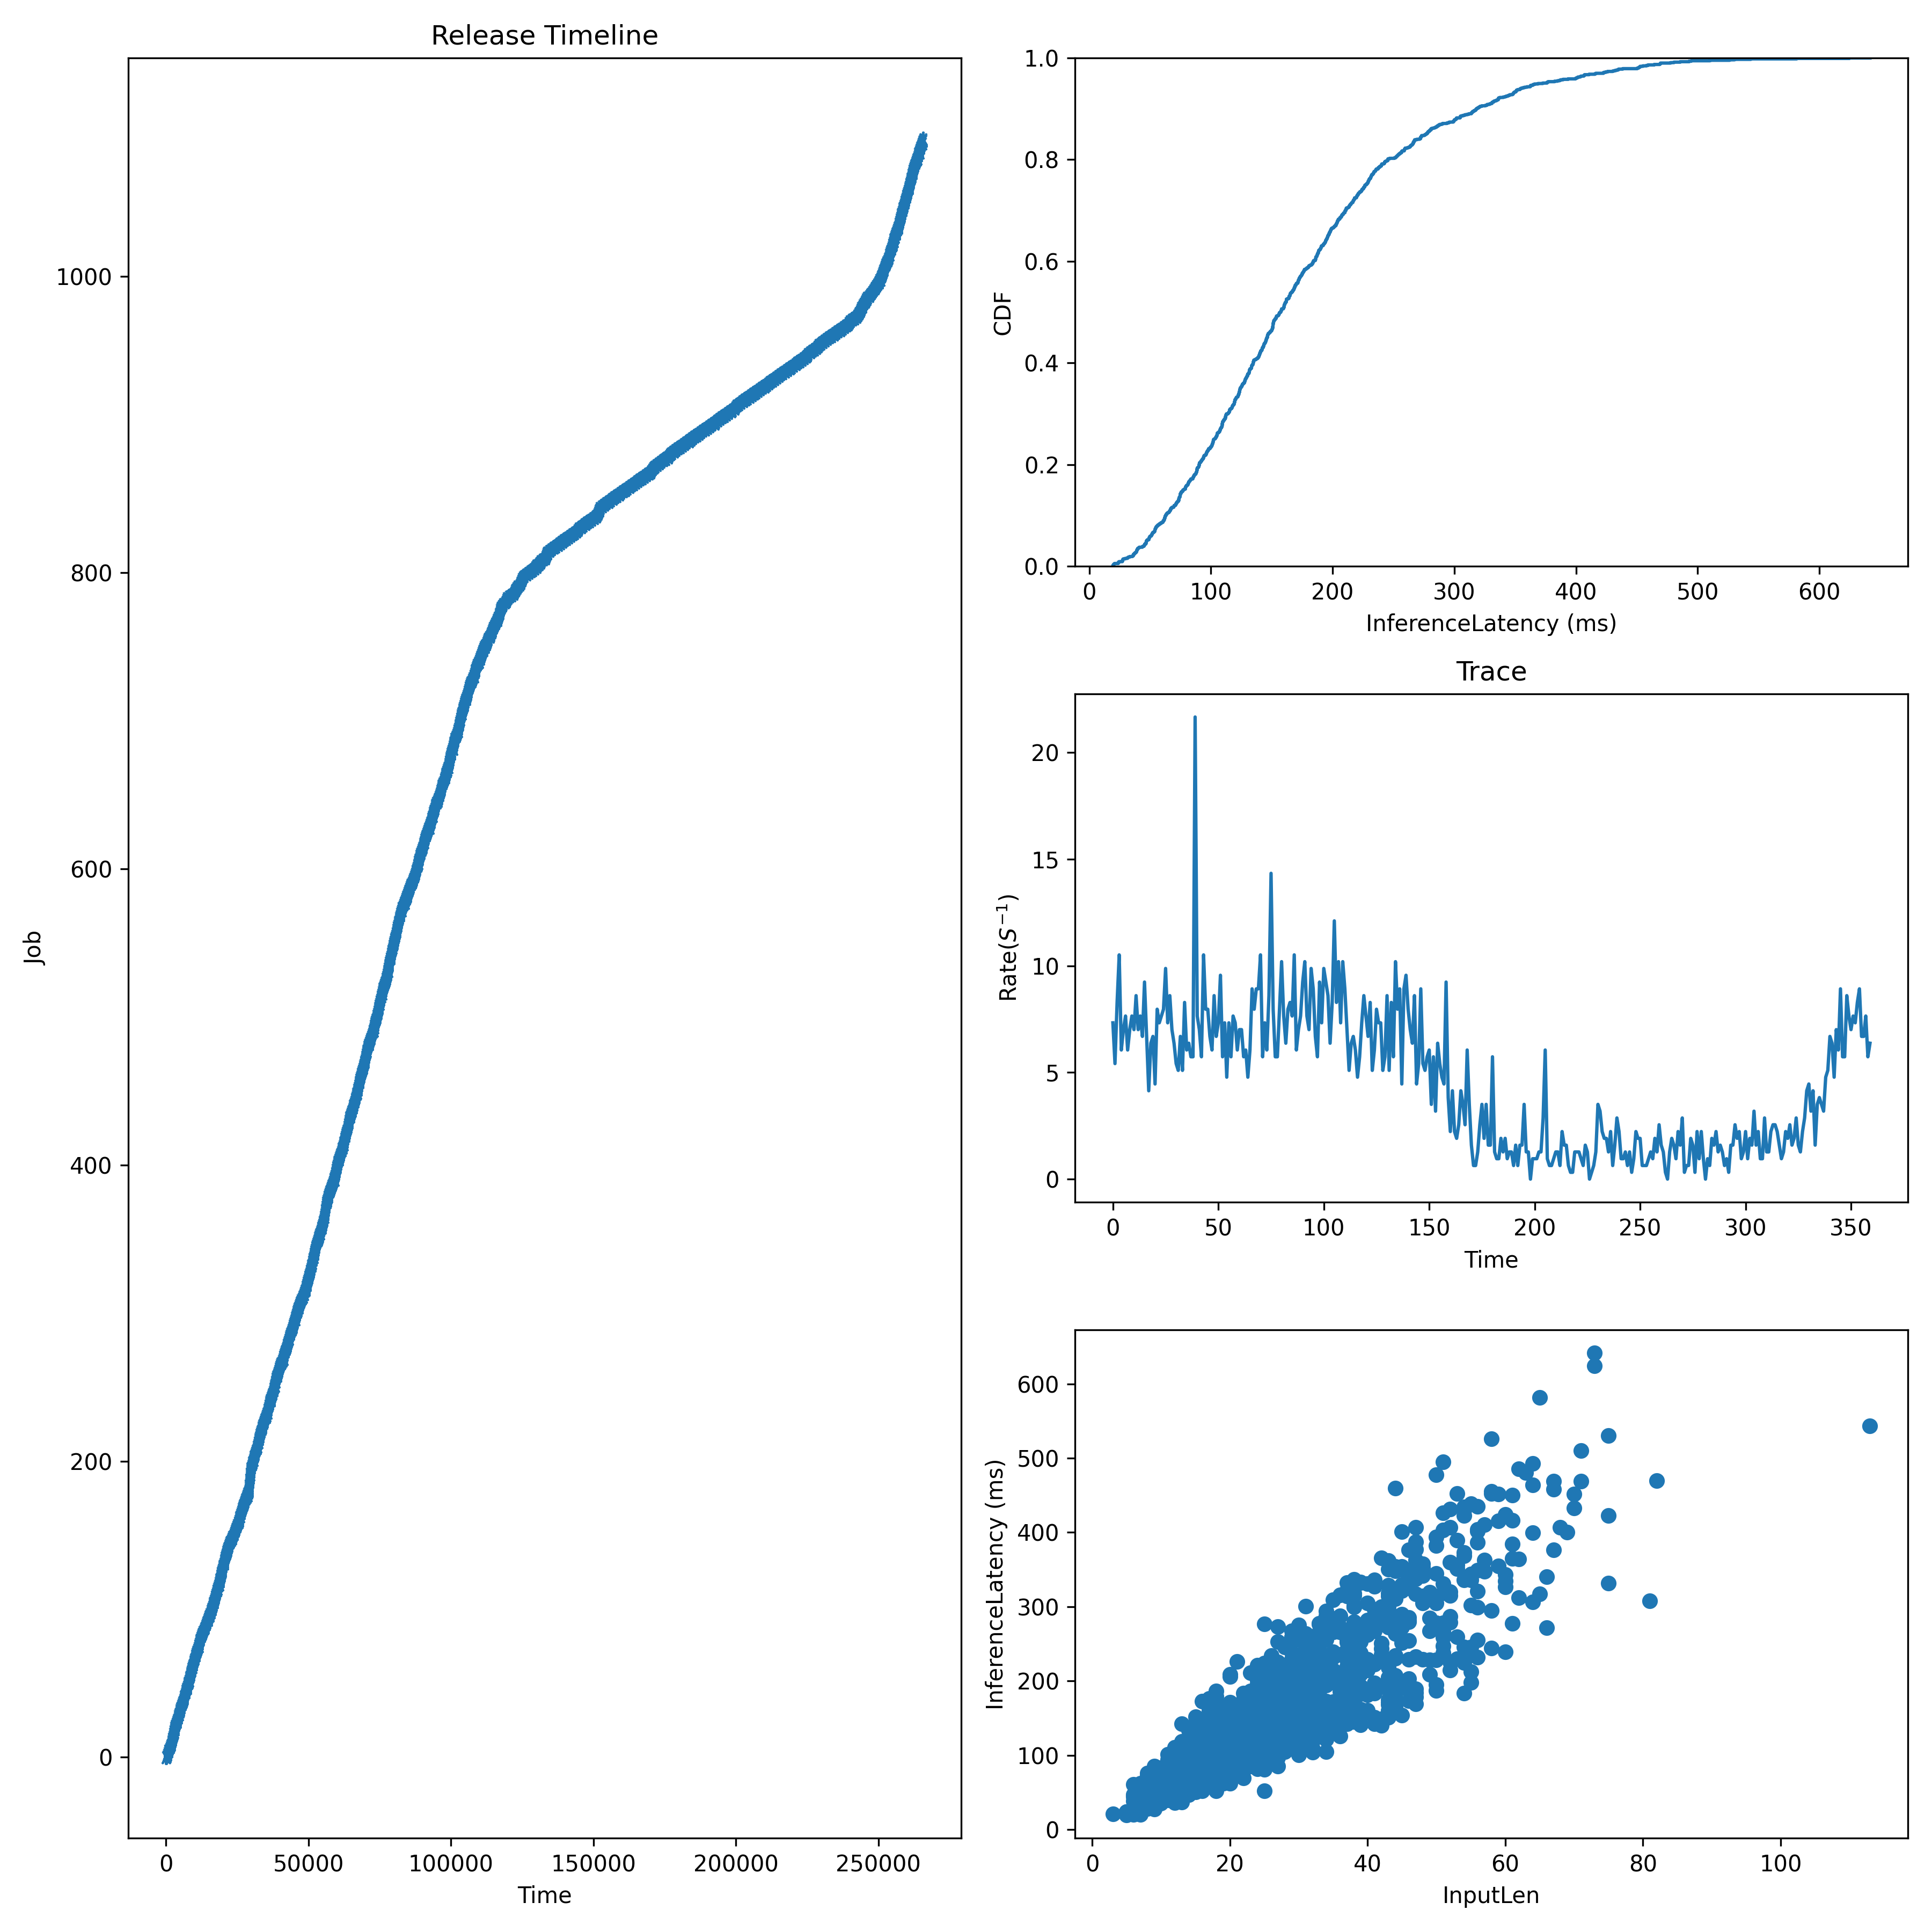 Release Timeline
Job
1000
800
600
400
200
0
0 50000 100000 150000 200000 250000
Time
CDF
1.0
0.8
0.6
0.4
0.2
0.0
0 100 200 300 400 500 600
InferenceLatency (ms)
Trace
Rate(S⁻¹)
20
15
10
5
0
0 50 100 150 200 250 300 350
Time
InferenceLatency (ms)
600
500
400
300
200
100
0
0 20 40 60 80 100
InputLen